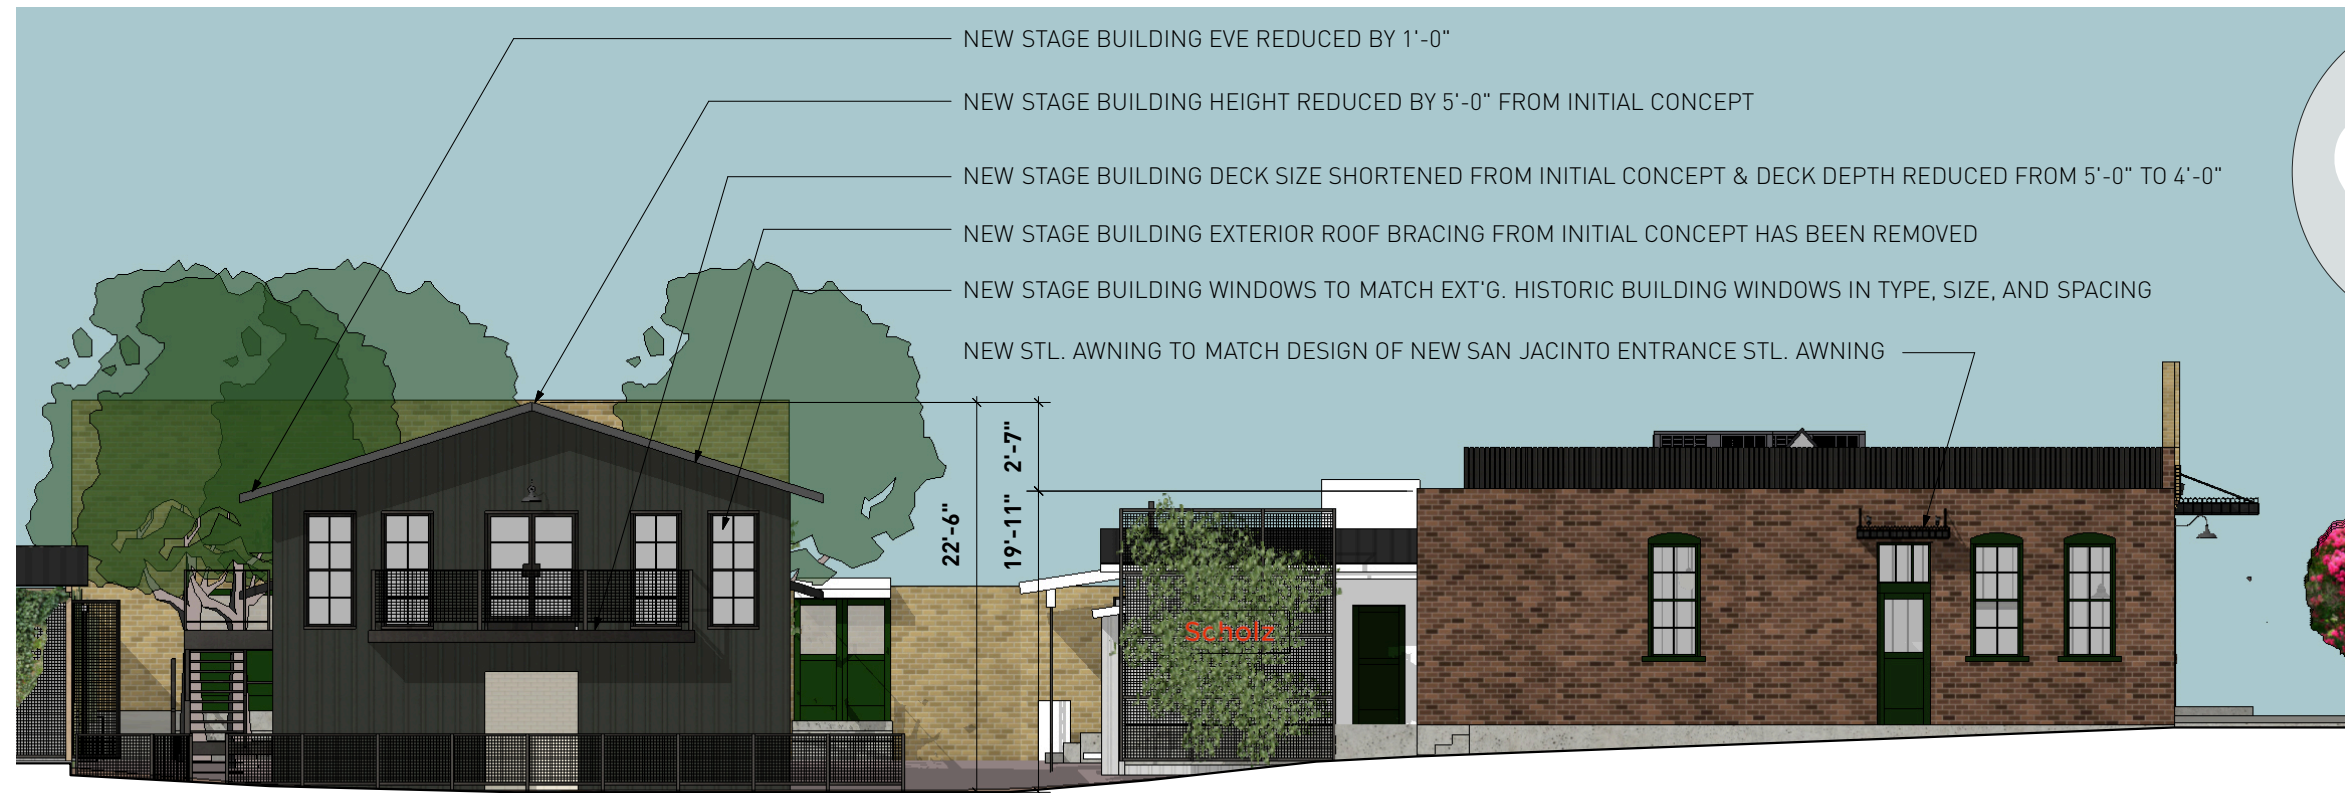 NEW STAGE BUILDING EVE REDUCED BY 1'-0"
NEW STAGE BUILDING HEIGHT REDUCED BY 5'-0" FROM INITIAL CONCEPT
NEW STAGE BUILDING DECK SIZE SHORTENED FROM INITIAL CONCEPT & DECK DEPTH REDUCED FROM 5'-0" TO 4'-0"
NEW STAGE BUILDING EXTERIOR ROOF BRACING FROM INITIAL CONCEPT HAS BEEN REMOVED
NEW STAGE BUILDING WINDOWS TO MATCH EXT'G. HISTORIC BUILDING WINDOWS IN TYPE, SIZE, AND SPACING
NEW STL. AWNING TO MATCH DESIGN OF NEW SAN JACINTO ENTRANCE STL. AWNING
22'-6"
19'-11"
2'-7"
Scholz